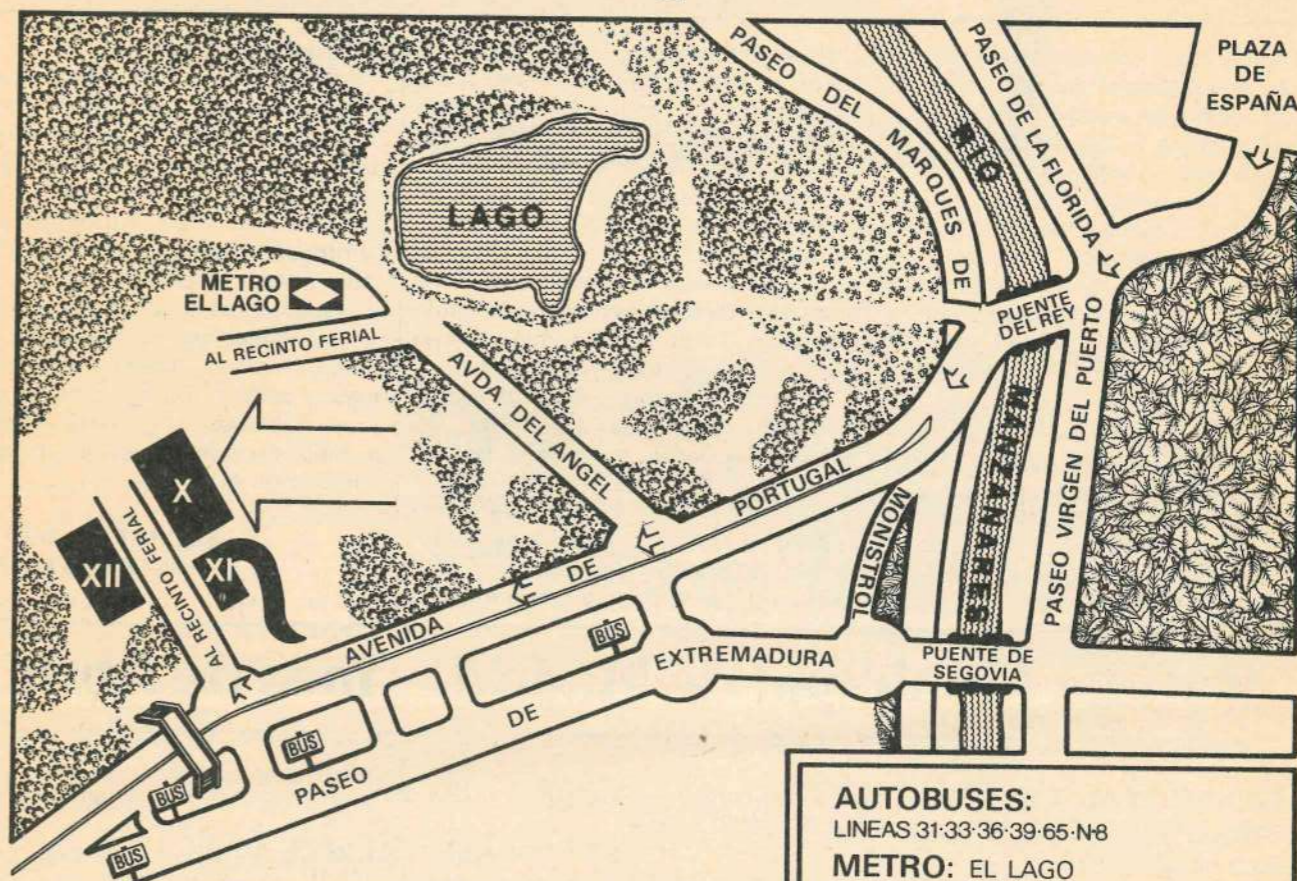 PASEO DEL MARQUES DE
RIO
PASEO DE LA FLORIDA
PLAZA
DE
ESPAÑA
LAGO
METRO
EL LAGO
AL RECINTO FERIAL
AVDA. DEL ANGEL
PUENTE
DEL REY
MANZANARES
PASEO VIRGEN DEL PUERTO
X
XI
XII
AL RECINTO FERIAL
AVENIDA DE PORTUGAL
MONISTROL
BUS
PASEO DE EXTREMADURA
PUENTE DE
SEGOVIA
BUS
BUS
BUS
AUTOBUSES:
LINEAS 31·33·36·39·65·N-8
METRO: EL LAGO